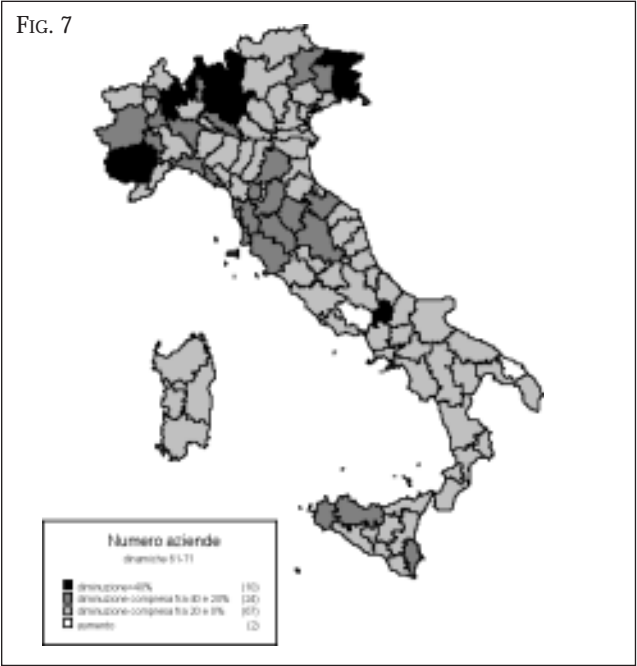 FIG. 7
Numero aziende
dinamiche 61-71
diminuzione>40% (10)
diminuzione compresa fra 40 e 20% (24)
diminuzione compresa fra 20 e 0% (67)
aumento (2)